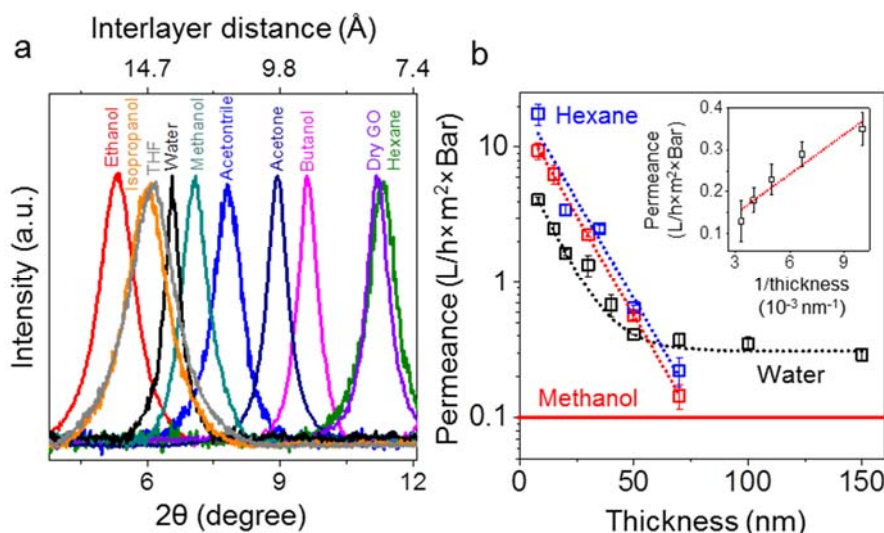 a
Interlayer distance (Å)
14.7 9.8 7.4
Ethanol
Isopropanol
THF
Water
Methanol
Acetontrile
Acetone
Butanol
Dry GO
Hexane
Intensity (a.u.)
6 9 12
2θ (degree)
b
Permeance (L/h×m²×Bar)
10
1
0.1
Hexane
Methanol
Water
0 50 100 150
Thickness (nm)
Permeance
(L/h×m²×Bar)
0.4
0.3
0.2
0.1
3 6 9
1/thickness
(10⁻³ nm⁻¹)